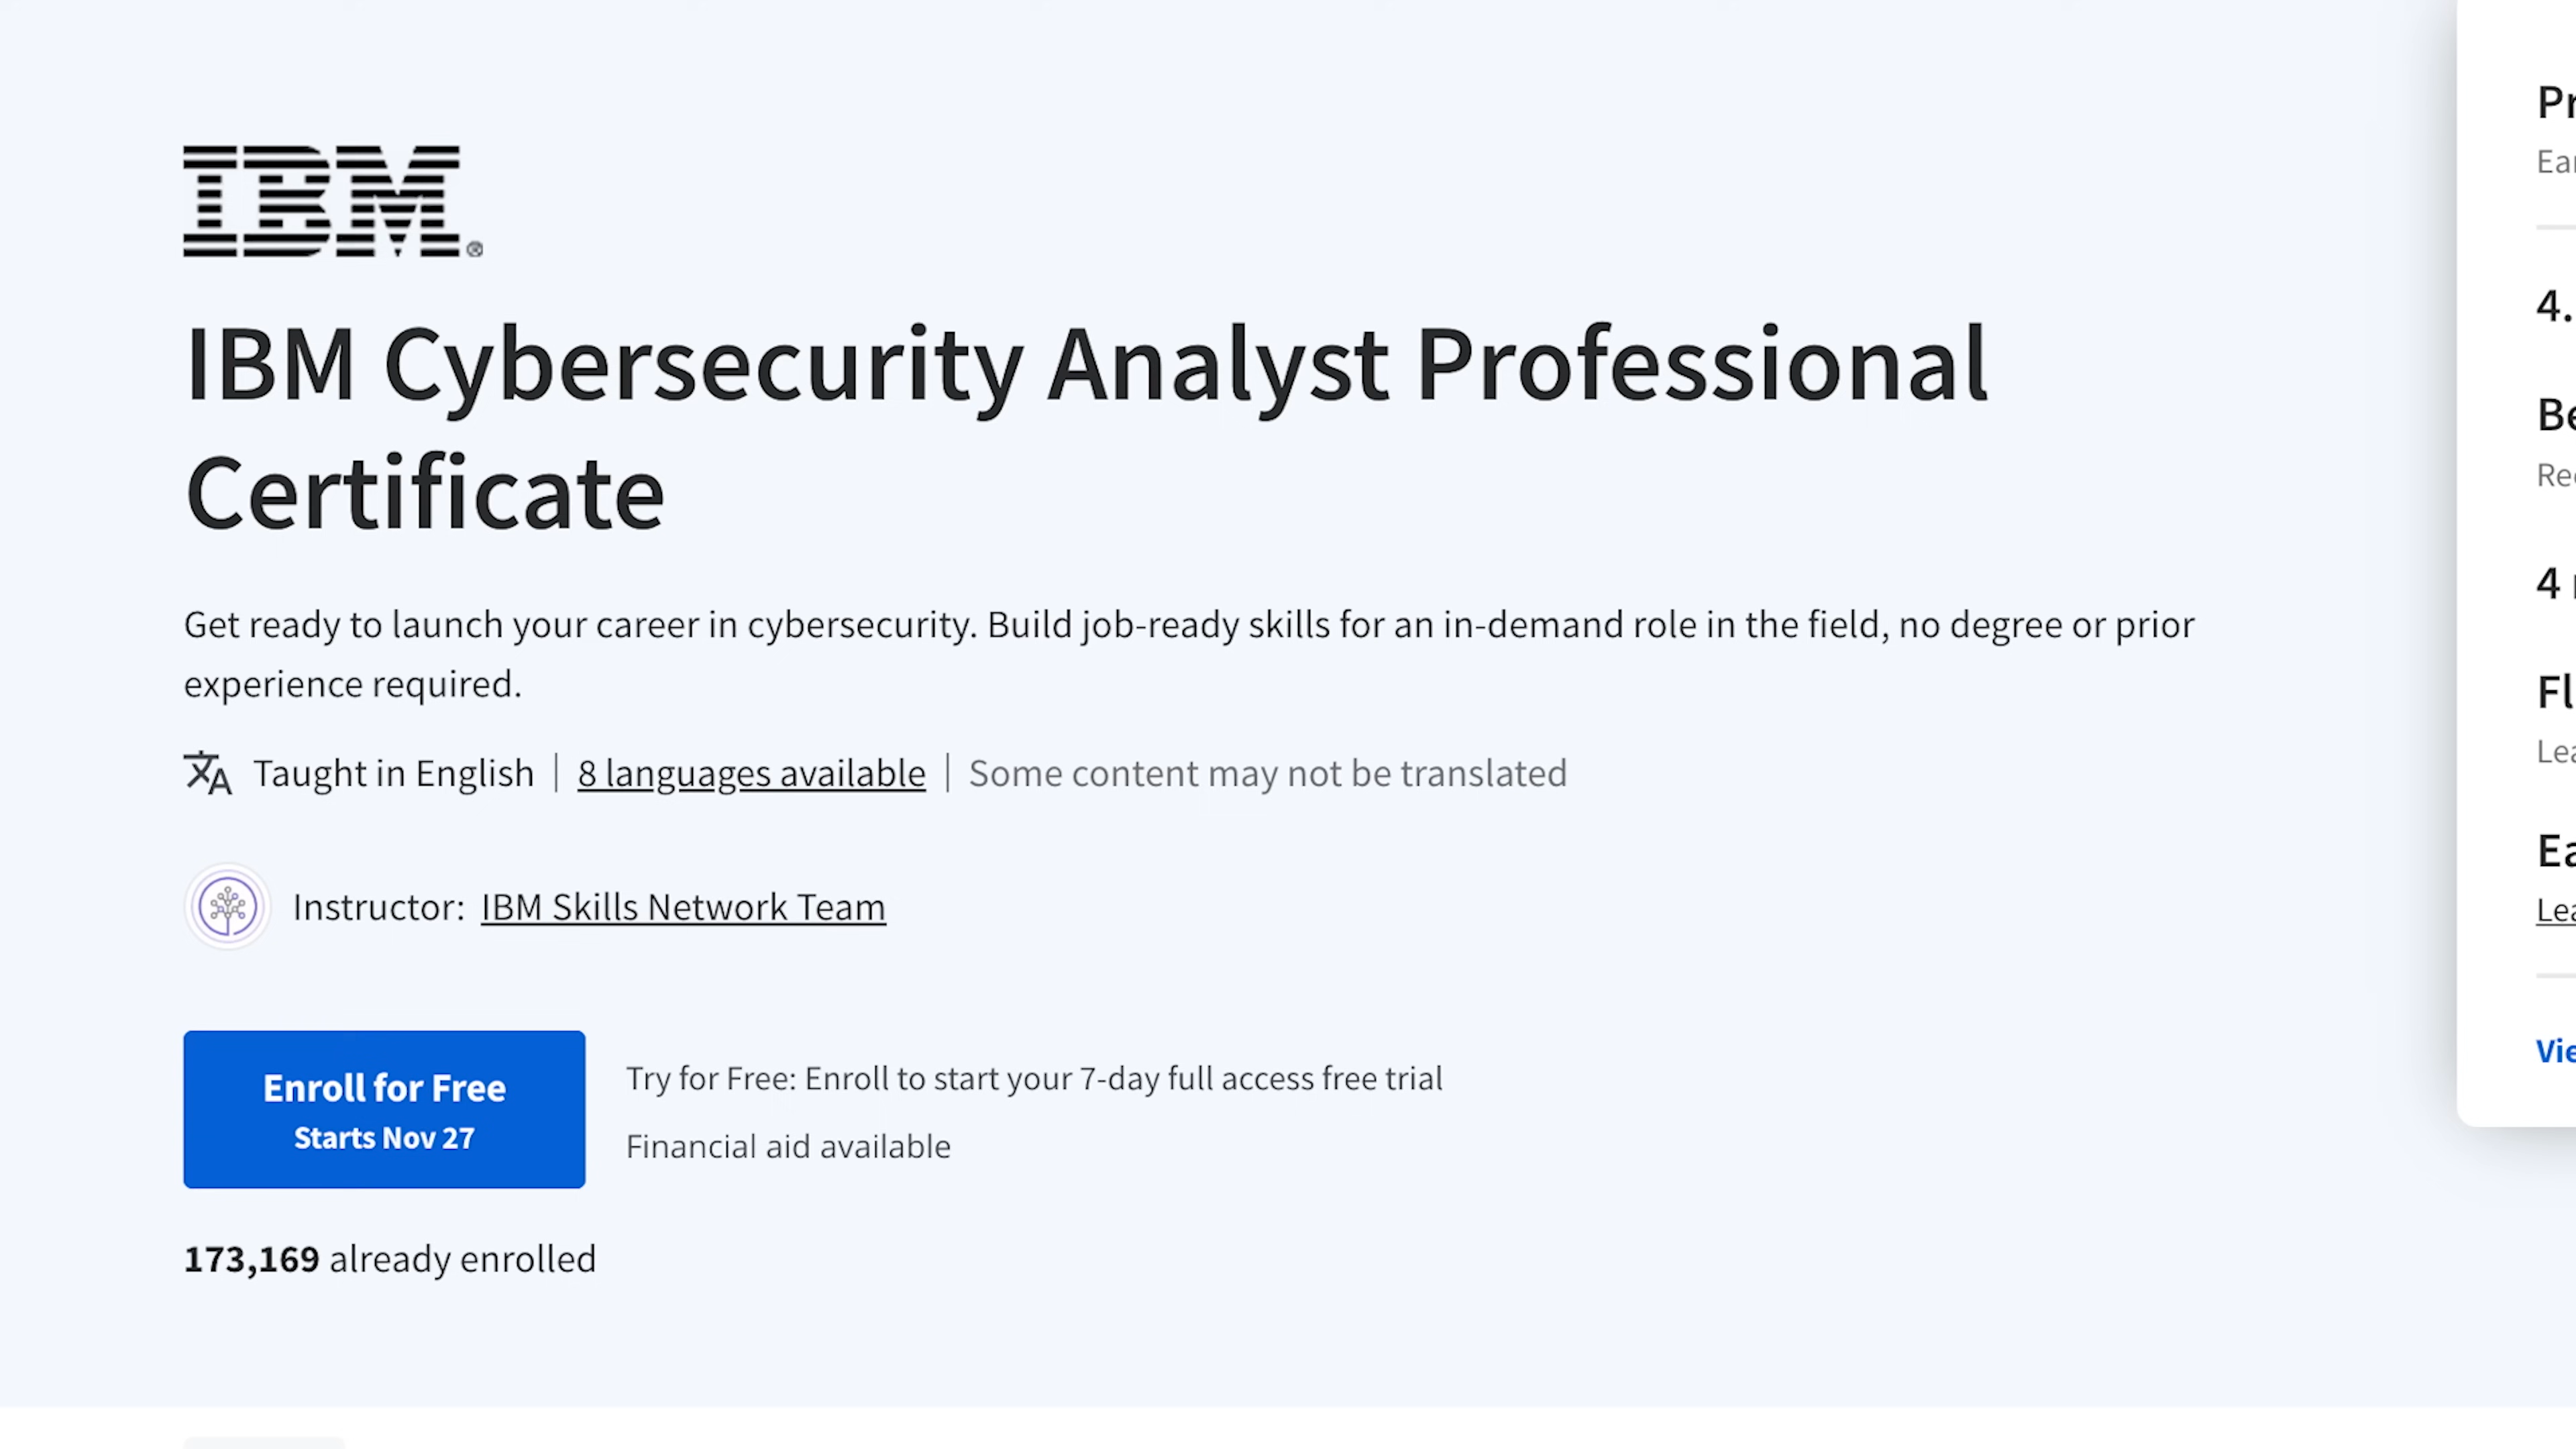 IBM®
IBM Cybersecurity Analyst Professional
Certificate
Get ready to launch your career in cybersecurity. Build job-ready skills for an in-demand role in the field, no degree or prior
experience required.
Taught in English | 8 languages available | Some content may not be translated
Instructor: IBM Skills Network Team
Enroll for Free
Starts Nov 27
Try for Free: Enroll to start your 7-day full access free trial
Financial aid available
173,169 already enrolled
4.
4